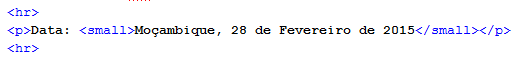 <hr>
<p>Data: <small>Moçambique, 28 de Fevereiro de 2015</small></p>
<hr>